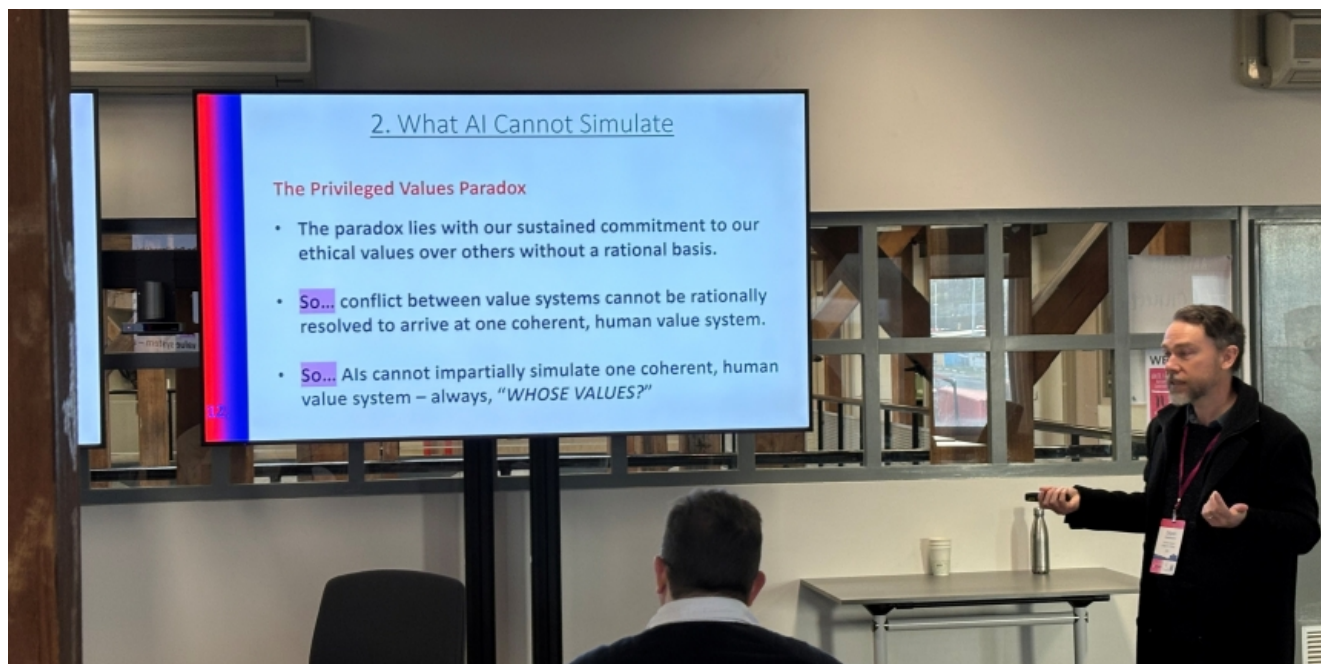 2. What AI Cannot Simulate
The Privileged Values Paradox
• The paradox lies with our sustained commitment to our
ethical values over others without a rational basis.
• So... conflict between value systems cannot be rationally
resolved to arrive at one coherent, human value system.
• So... AIs cannot impartially simulate one coherent, human
value system – always, “WHOSE VALUES?”
12
WE